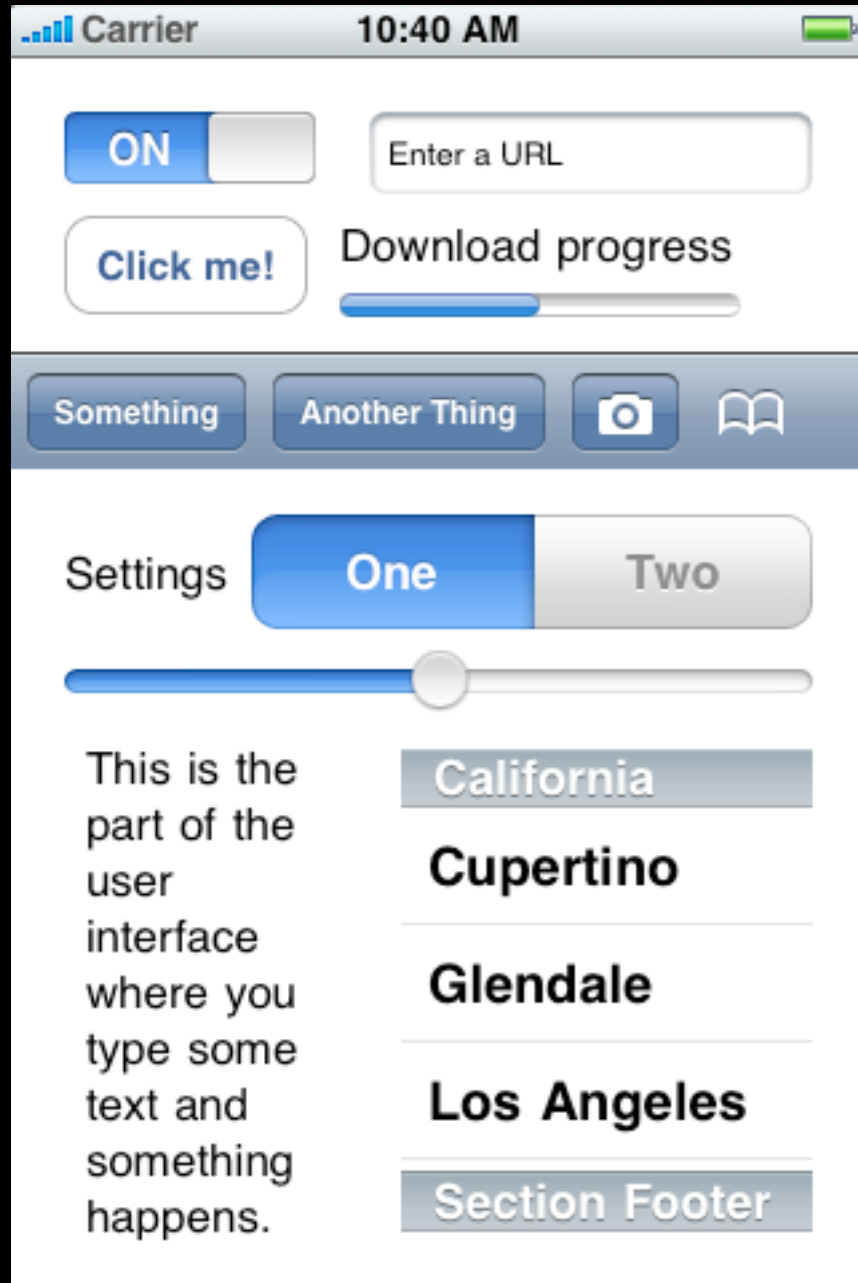 Carrier 10:40 AM
ON
Enter a URL
Click me!
Download progress
Something
Another Thing
Settings
One
Two
This is the
part of the
user
interface
where you
type some
text and
something
happens.
California
Cupertino
Glendale
Los Angeles
Section Footer